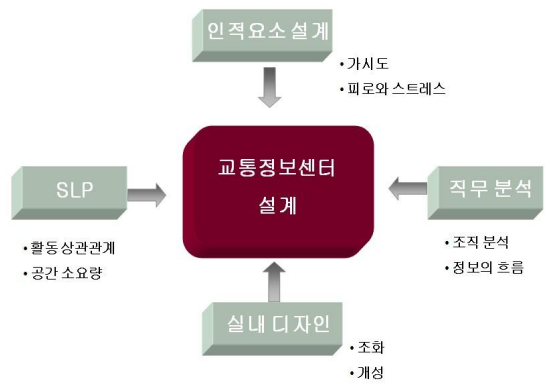 인적요소 설계
• 가시도
• 피로와 스트레스
교통정보센터
설계
SLP
• 활동상관관계
• 공간 소요량
직무 분석
• 조직 분석
• 정보의 흐름
실내 디자인
• 조화
• 개성